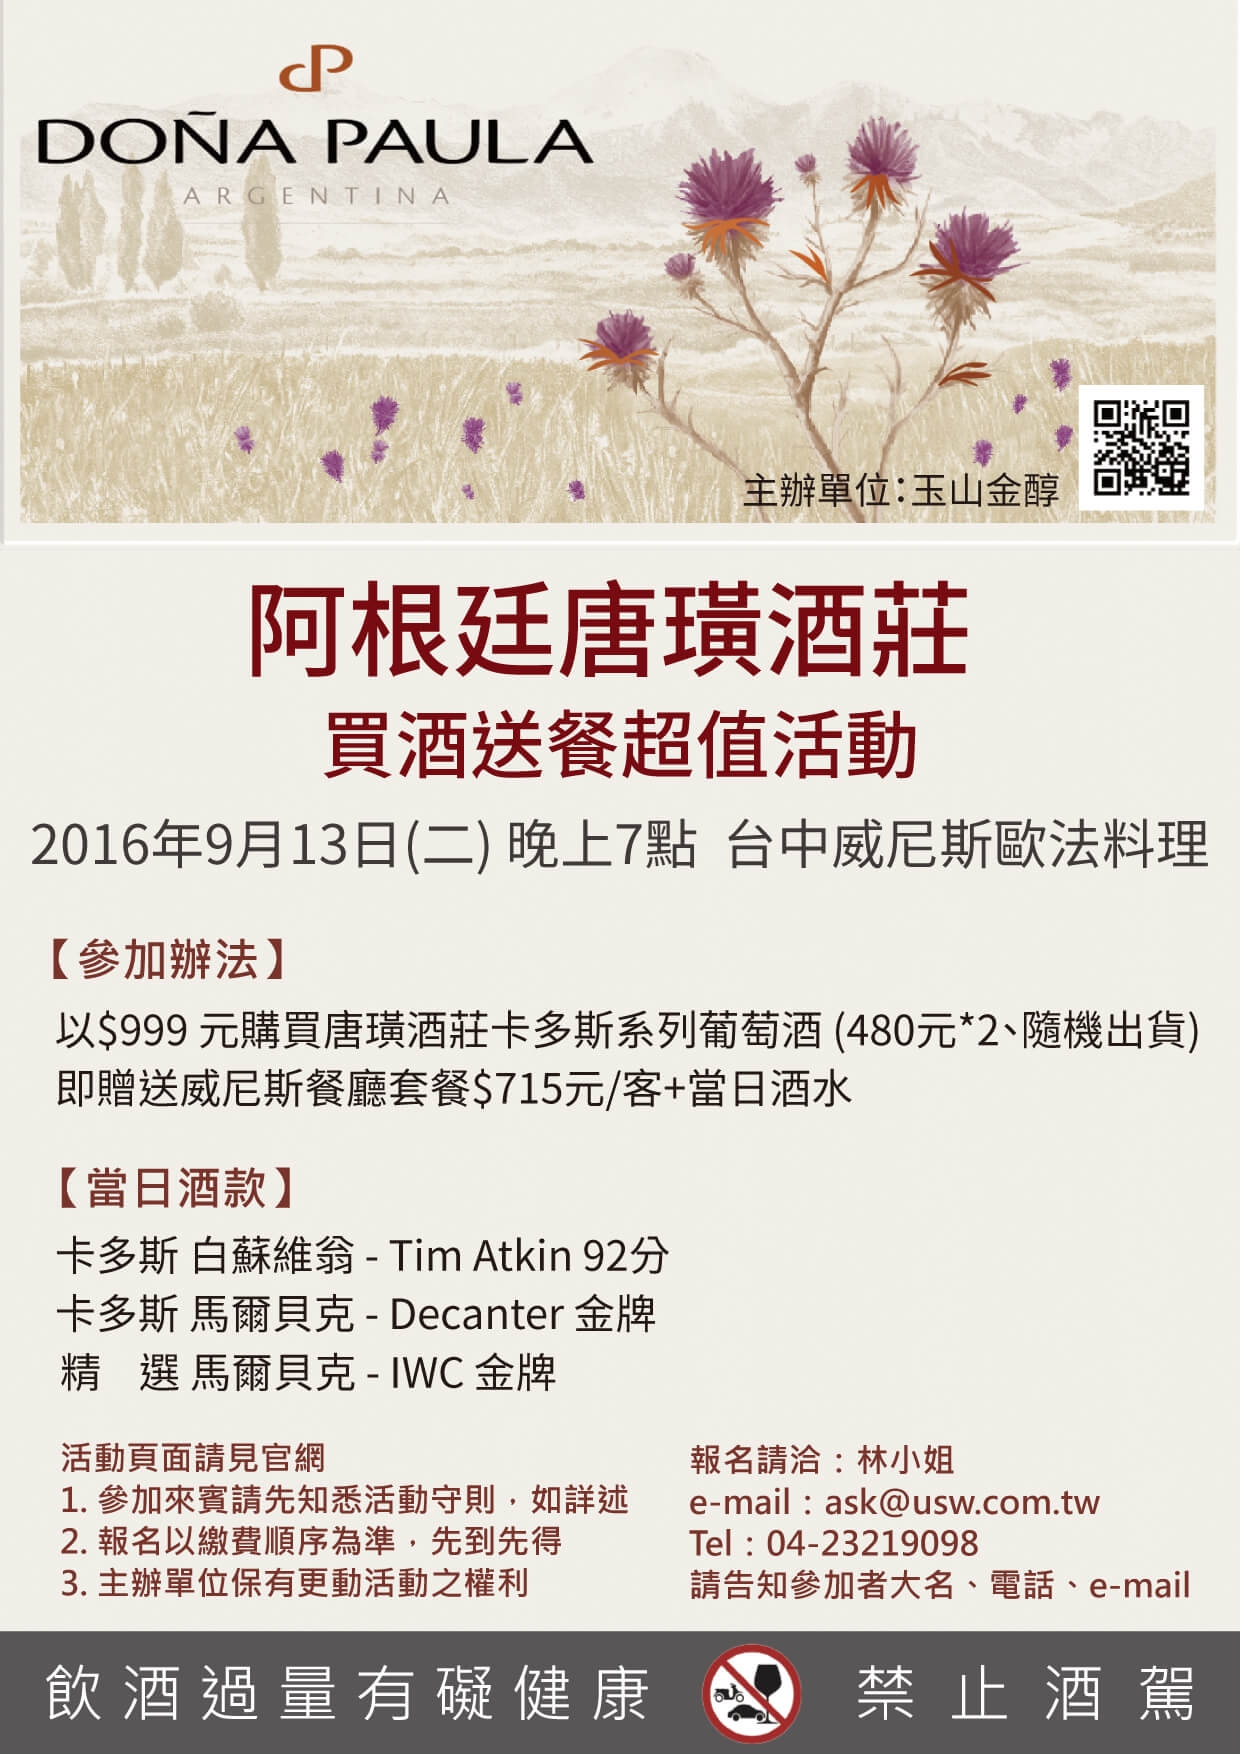 DOÑA PAULA
ARGENTINA
主辦單位:玉山金醇
阿根廷唐璜酒莊
買酒送餐超值活動
2016年9月13日(二) 晚上7點 台中威尼斯歐法料理
【參加辦法】
以$999 元購買唐璜酒莊卡多斯系列葡萄酒 (480元*2、隨機出貨)
即贈送威尼斯餐廳套餐$715元/客+當日酒水
【當日酒款】
卡多斯 白蘇維翁 - Tim Atkin 92分
卡多斯 馬爾貝克 - Decanter 金牌
精 選 馬爾貝克 - IWC 金牌
活動頁面請見官網
1. 參加來賓請先知悉活動守則，如詳述
2. 報名以繳費順序為準，先到先得
3. 主辦單位保有更動活動之權利
報名請洽：林小姐
e-mail：ask@usw.com.tw
Tel：04-23219098
請告知參加者大名、電話、e-mail
飲酒過量有礙健康 禁止酒駕